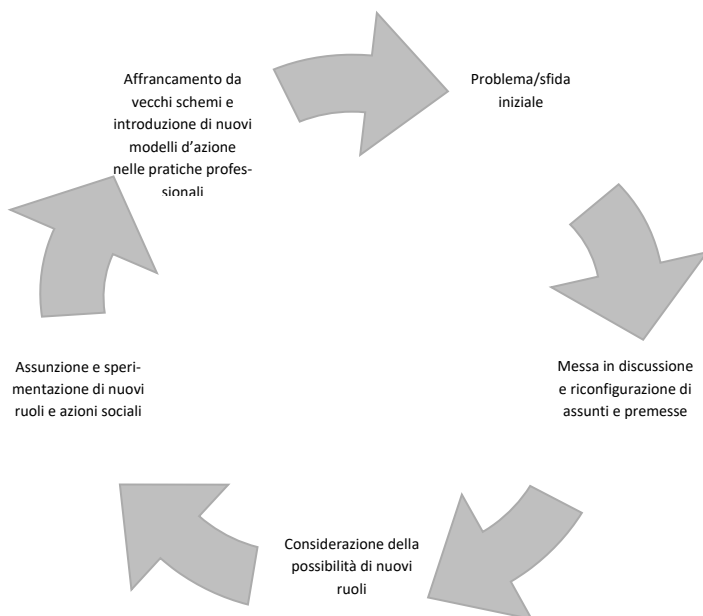 Affrancamento da
vecchi schemi e
introduzione di nuovi
modelli d’azione
nelle pratiche profes-
sionali
Problema/sfida
iniziale
Messa in discussione
e riconfigurazione di
assunti e premesse
Considerazione della
possibilità di nuovi
ruoli
Assunzione e speri-
mentazione di nuovi
ruoli e azioni sociali